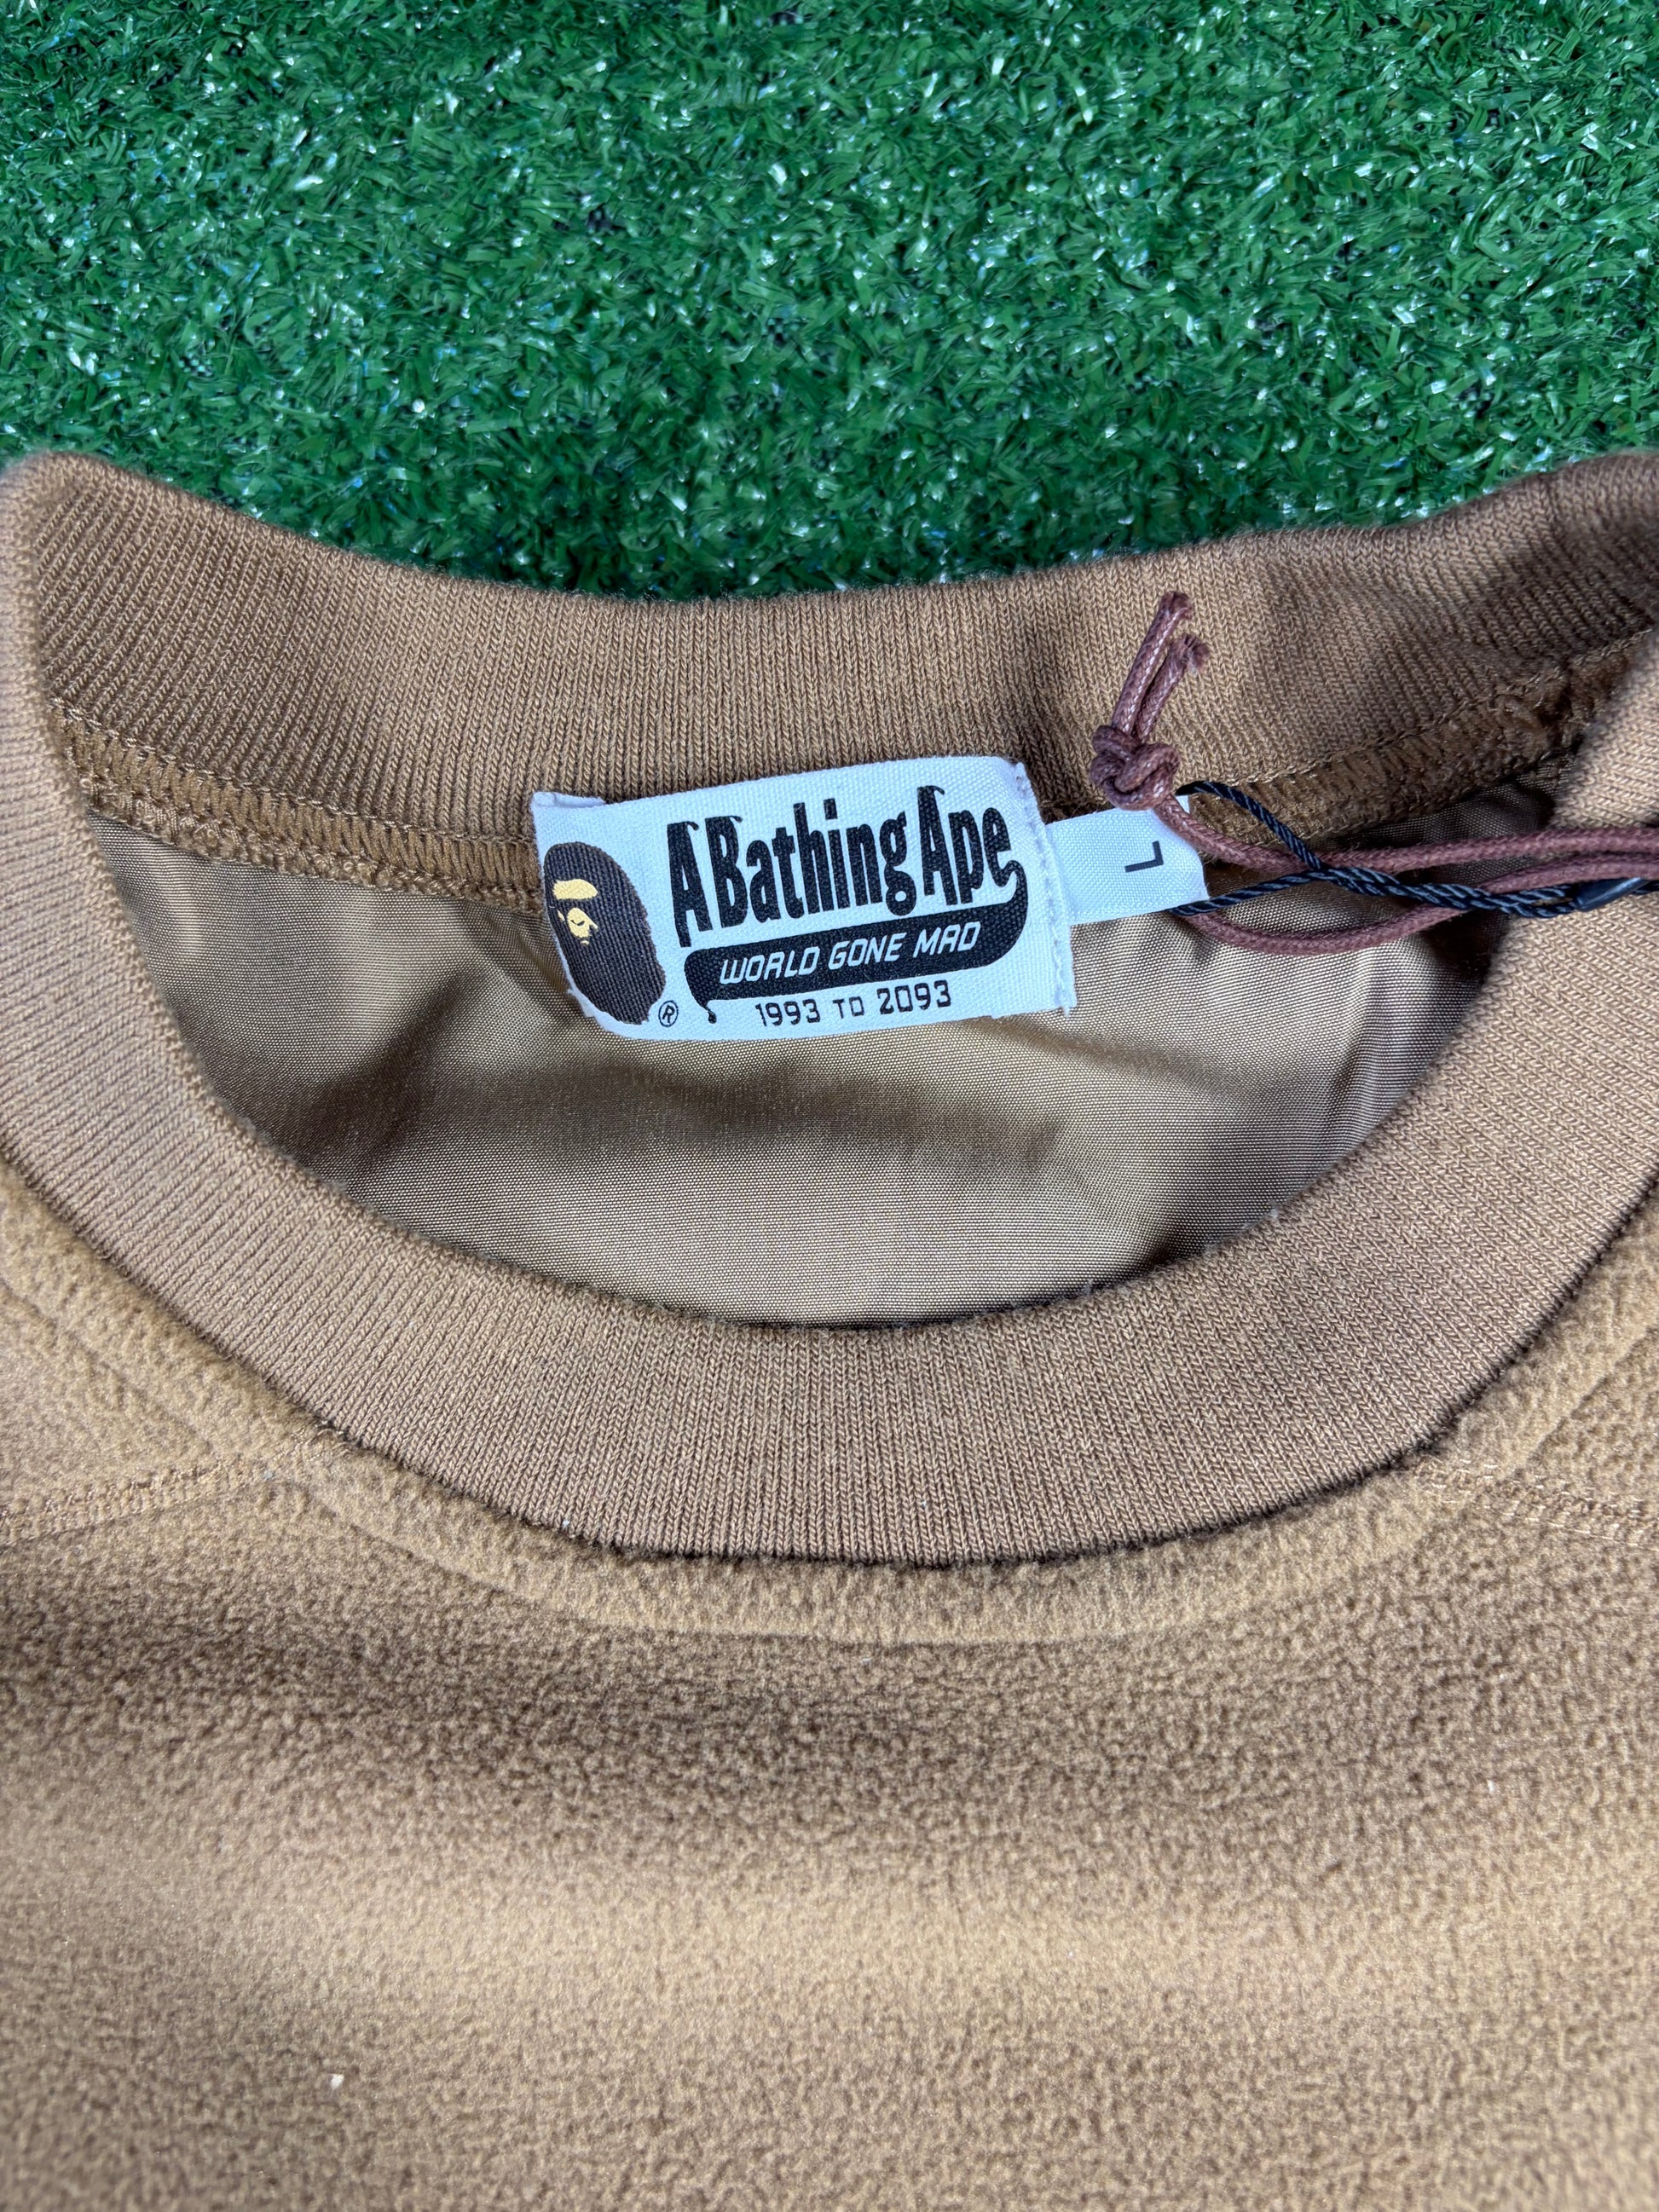 A Bathing Ape
WORLD GONE MAD
®
1993 TO 2093
L